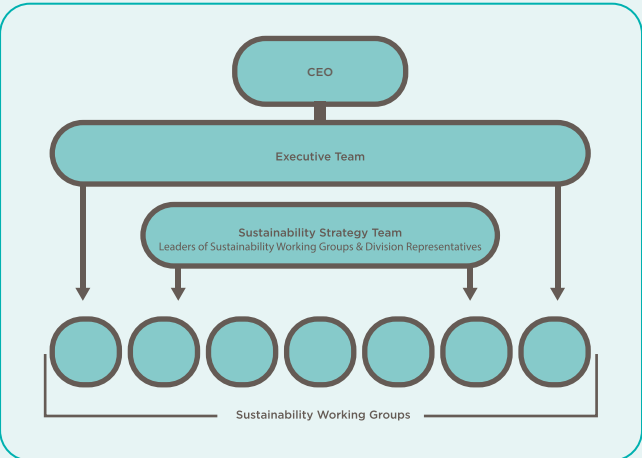 CEO
Executive Team
Sustainability Strategy Team
Leaders of Sustainability Working Groups & Division Representatives
Sustainability Working Groups